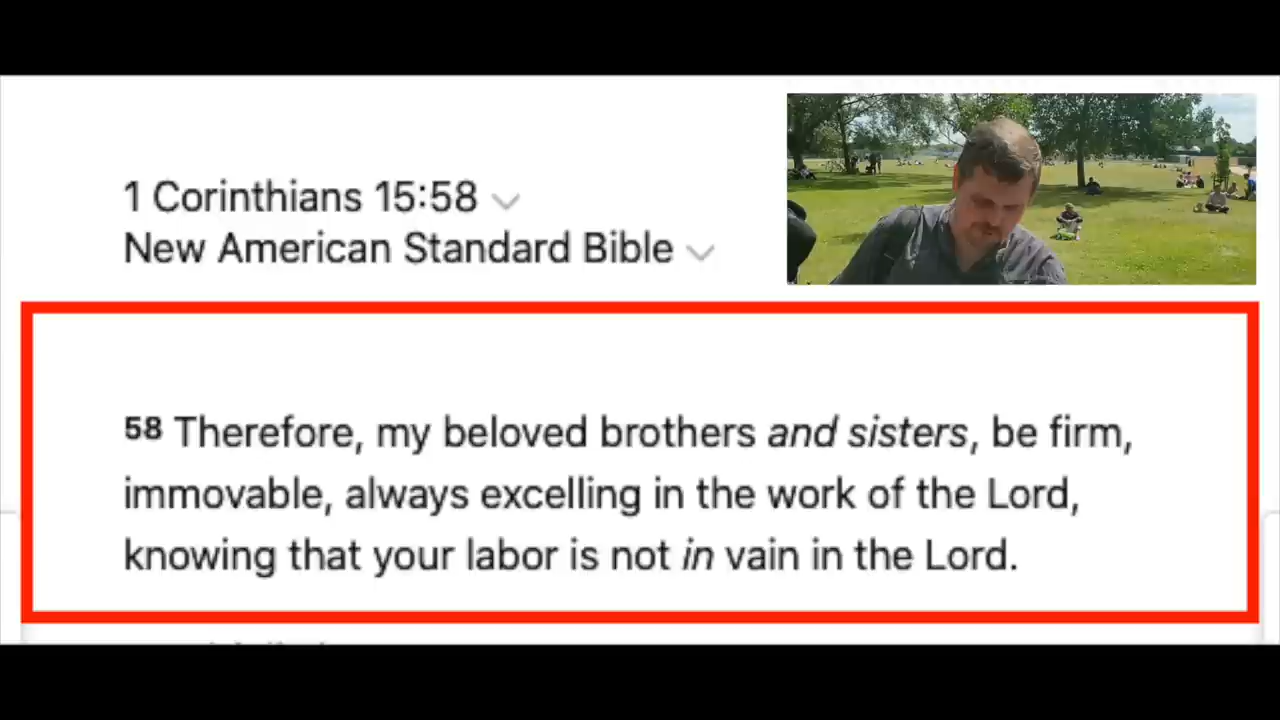 1 Corinthians 15:58
New American Standard Bible
58 Therefore, my beloved brothers and sisters, be firm,
immovable, always excelling in the work of the Lord,
knowing that your labor is not in vain in the Lord.